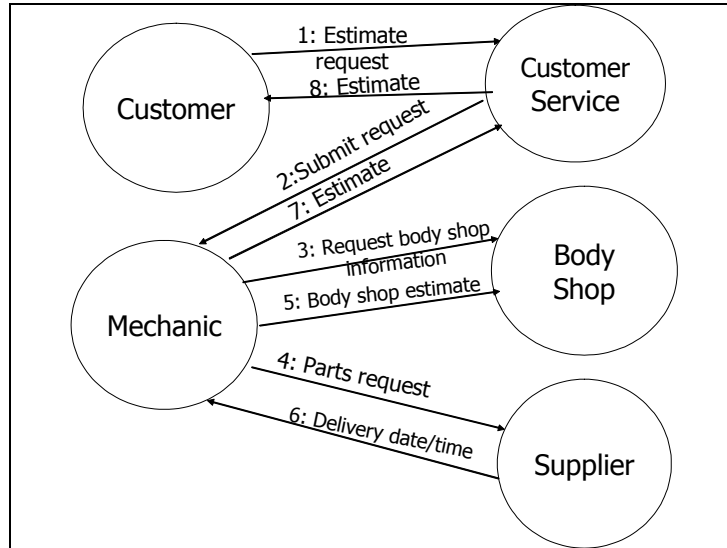 1: Estimate
request
8: Estimate
Customer
Customer
Service
2:Submit request
7: Estimate
3: Request body shop
information
Body
Shop
5: Body shop estimate
Mechanic
4: Parts request
6: Delivery date/time
Supplier